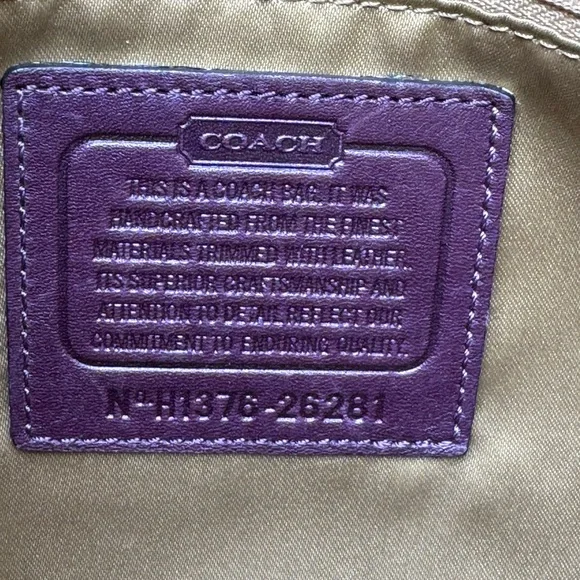 COACH
THIS IS A COACH BAG. IT WAS
HANDCRAFTED FROM THE FINEST
MATERIALS TRIMMED WITH LEATHER.
ITS SUPERIOR CRAFTSMANSHIP AND
ATTENTION TO DETAIL REFLECT OUR
COMMITMENT TO ENDURING QUALITY.
Nº H1376-26281